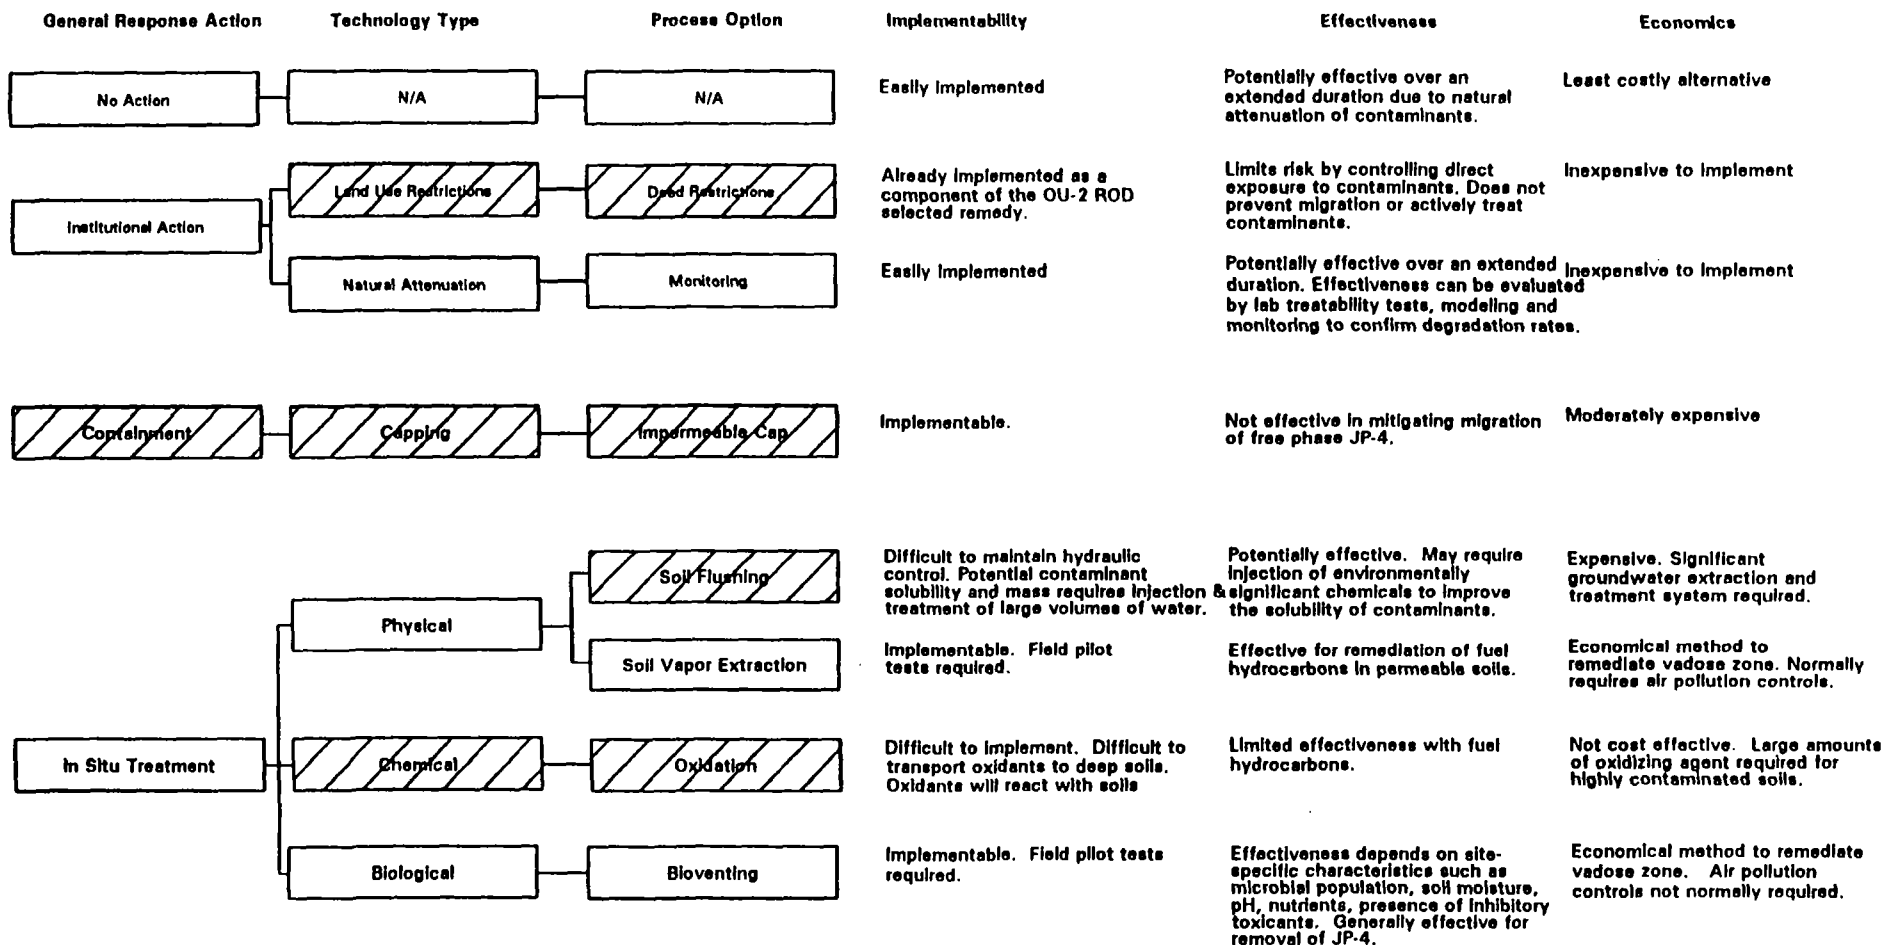 General Response Action
Technology Type
Process Option
Implementability
Effectiveness
Economics
No Action
N/A
N/A
Easily Implemented
Potentially effective over an
extended duration due to natural
attenuation of contaminants.
Least costly alternative
Institutional Action
Land Use Restrictions
Deed Restrictions
Already implemented as a
component of the OU-2 ROD
selected remedy.
Limits risk by controlling direct
exposure to contaminants. Does not
prevent migration or actively treat
contaminants.
Inexpensive to implement
Natural Attenuation
Monitoring
Easily implemented
Potentially effective over an extended
duration. Effectiveness can be evaluated
by lab treatability tests, modeling and
monitoring to confirm degradation rates.
Inexpensive to implement
Containment
Capping
Impermeable Cap
Implementable.
Not effective in mitigating migration
of free phase JP-4.
Moderately expensive
In Situ Treatment
Physical
Soil Flushing
Difficult to maintain hydraulic
control. Potential contaminant
solubility and mass requires injection &
treatment of large volumes of water.
Potentially effective. May require
injection of environmentally
significant chemicals to improve
the solubility of contaminants.
Expensive. Significant
groundwater extraction and
treatment system required.
Soil Vapor Extraction
Implementable. Field pilot
tests required.
Effective for remediation of fuel
hydrocarbons in permeable soils.
Economical method to
remediate vadose zone. Normally
requires air pollution controls.
Chemical
Oxidation
Difficult to implement. Difficult to
transport oxidants to deep soils.
Oxidants will react with soils
Limited effectiveness with fuel
hydrocarbons.
Not cost effective. Large amounts
of oxidizing agent required for
highly contaminated soils.
Biological
Bioventing
Implementable. Field pilot tests
required.
Effectiveness depends on site-
specific characteristics such as
microbial population, soil moisture,
pH, nutrients, presence of inhibitory
toxicants. Generally effective for
removal of JP-4.
Economical method to remediate
vadose zone. Air pollution
controls not normally required.